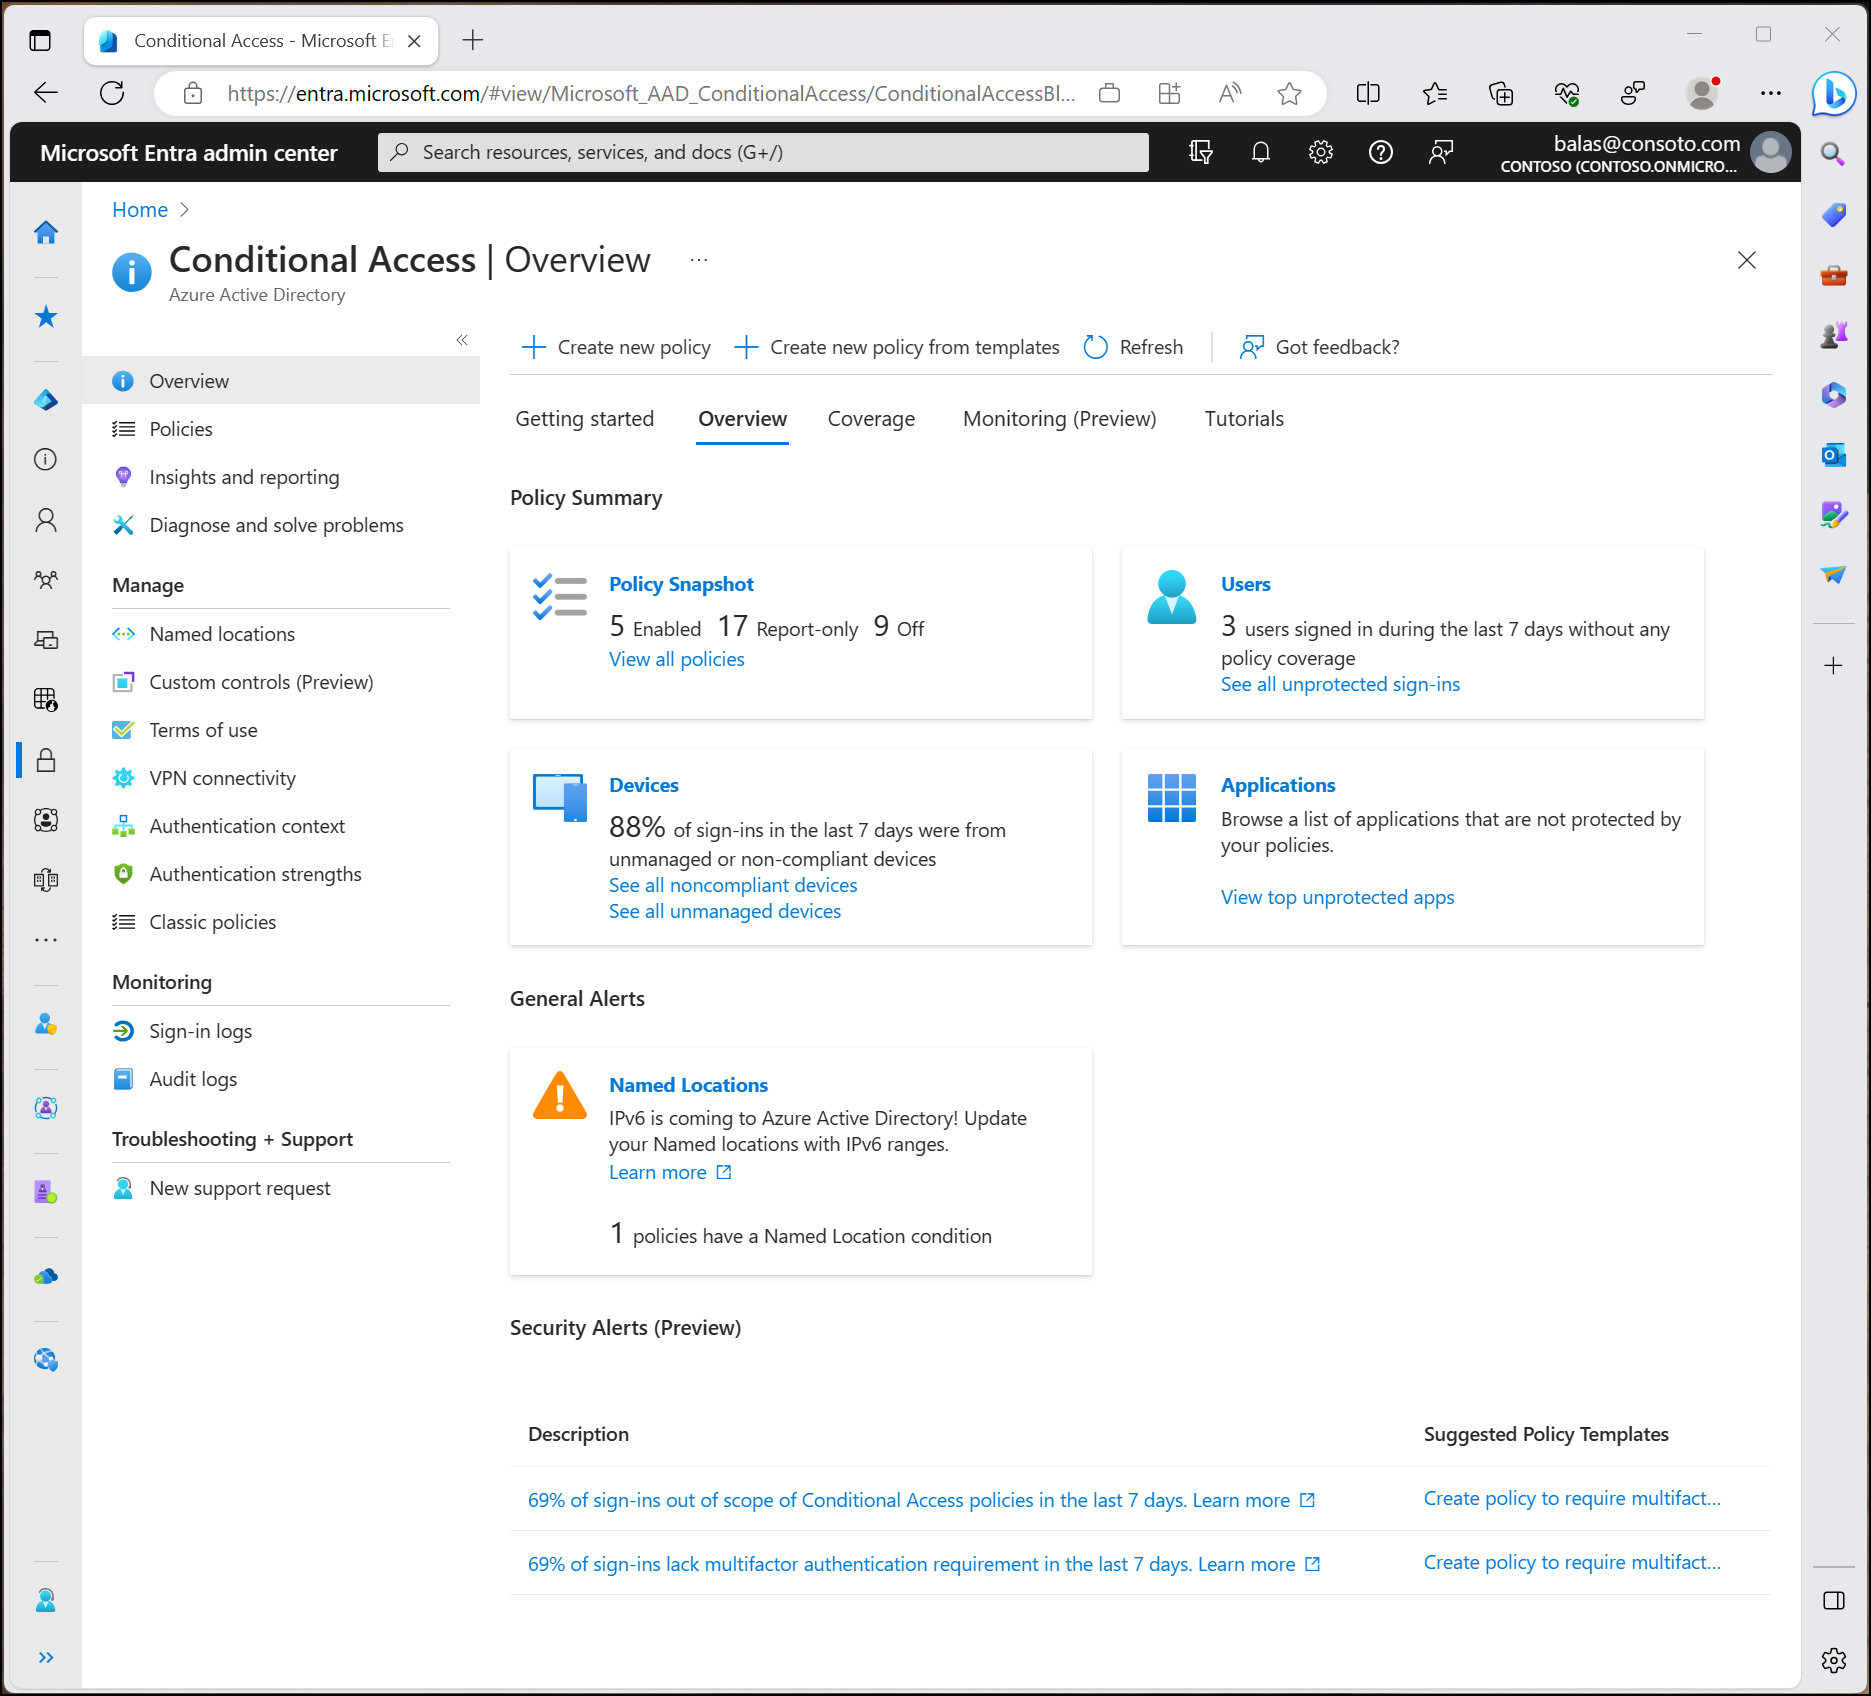 Conditional Access - Microsoft E
https://entra.microsoft.com/#view/Microsoft_AAD_ConditionalAccess/ConditionalAccessBl...
Microsoft Entra admin center
Search resources, services, and docs (G+/)
balas@consoto.com
CONTOSO (CONTOSO.ONMICRO...
Home
Conditional Access | Overview ...
Azure Active Directory
Create new policy
Create new policy from templates
Refresh
Got feedback?
Overview
Policies
Insights and reporting
Diagnose and solve problems
Manage
Named locations
Custom controls (Preview)
Terms of use
VPN connectivity
Authentication context
Authentication strengths
Classic policies
Monitoring
Sign-in logs
Audit logs
Troubleshooting + Support
New support request
Getting started
Overview
Coverage
Monitoring (Preview)
Tutorials
Policy Summary
Policy Snapshot
5 Enabled 17 Report-only 9 Off
View all policies
Users
3 users signed in during the last 7 days without any
policy coverage
See all unprotected sign-ins
Devices
88% of sign-ins in the last 7 days were from
unmanaged or non-compliant devices
See all noncompliant devices
See all unmanaged devices
Applications
Browse a list of applications that are not protected by
your policies.
View top unprotected apps
General Alerts
Named Locations
IPv6 is coming to Azure Active Directory! Update
your Named locations with IPv6 ranges.
Learn more
1 policies have a Named Location condition
Security Alerts (Preview)
Description
Suggested Policy Templates
69% of sign-ins out of scope of Conditional Access policies in the last 7 days. Learn more
Create policy to require multifact...
69% of sign-ins lack multifactor authentication requirement in the last 7 days. Learn more
Create policy to require multifact...